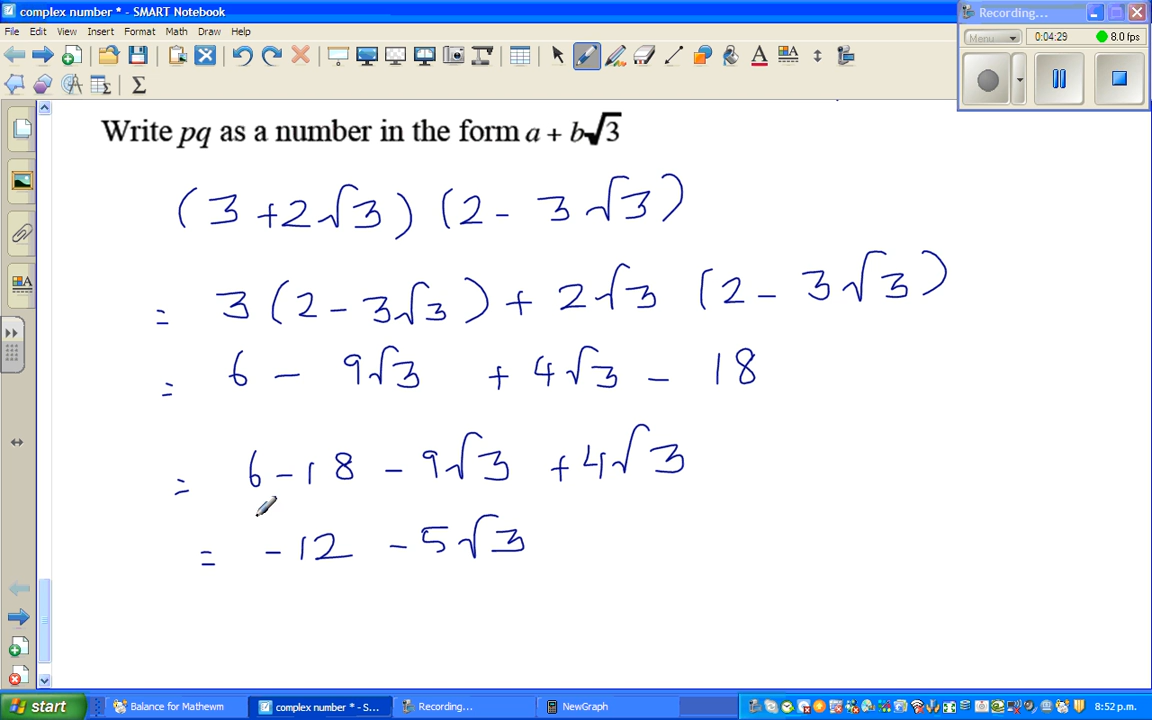 complex number * - SMART Notebook
Recording...
File Edit View Insert Format Math Draw Help
Menu 0:04:29 8.0 fps
Write pq as a number in the form a + b√3
(3 + 2√3) (2 - 3√3)
= 3 (2 - 3√3) + 2√3 (2 - 3√3)
= 6 - 9√3 + 4√3 - 18
= 6 - 18 - 9√3 + 4√3
= - 12 - 5√3
start Balance for Mathewm complex number * - S... Recording... NewGraph 8:52 p.m.